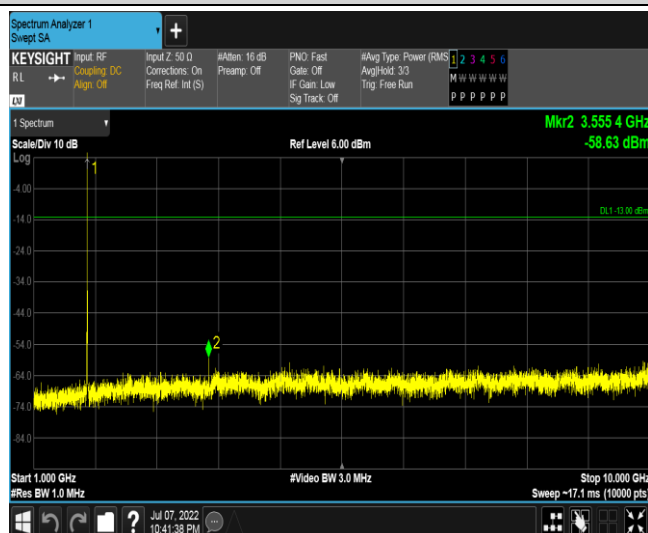 Spectrum Analyzer 1
Swept SA
+
KEYSIGHT
RL
LXI
Input: RF
Coupling: DC
Align: Off
Input Z: 50 Ω
Corrections: On
Freq Ref: Int (S)
#Atten: 16 dB
Preamp: Off
PNO: Fast
Gate: Off
IF Gain: Low
Sig Track: Off
#Avg Type: Power (RMS
Avg|Hold: 3/3
Trig: Free Run
1 2 3 4 5 6
M W W W W W
P P P P P P
1 Spectrum
Mkr2 3.555 4 GHz
-58.63 dBm
Scale/Div 10 dB
Ref Level 6.00 dBm
Log
1
-4.00
DL1 -13.00 dBm
-14.0
-24.0
-34.0
-44.0
-54.0
2
-64.0
-74.0
-84.0
Start 1.000 GHz
#Video BW 3.0 MHz
Stop 10.000 GHz
#Res BW 1.0 MHz
Sweep ~17.1 ms (10000 pts)
?
Jul 07, 2022
10:41:38 PM